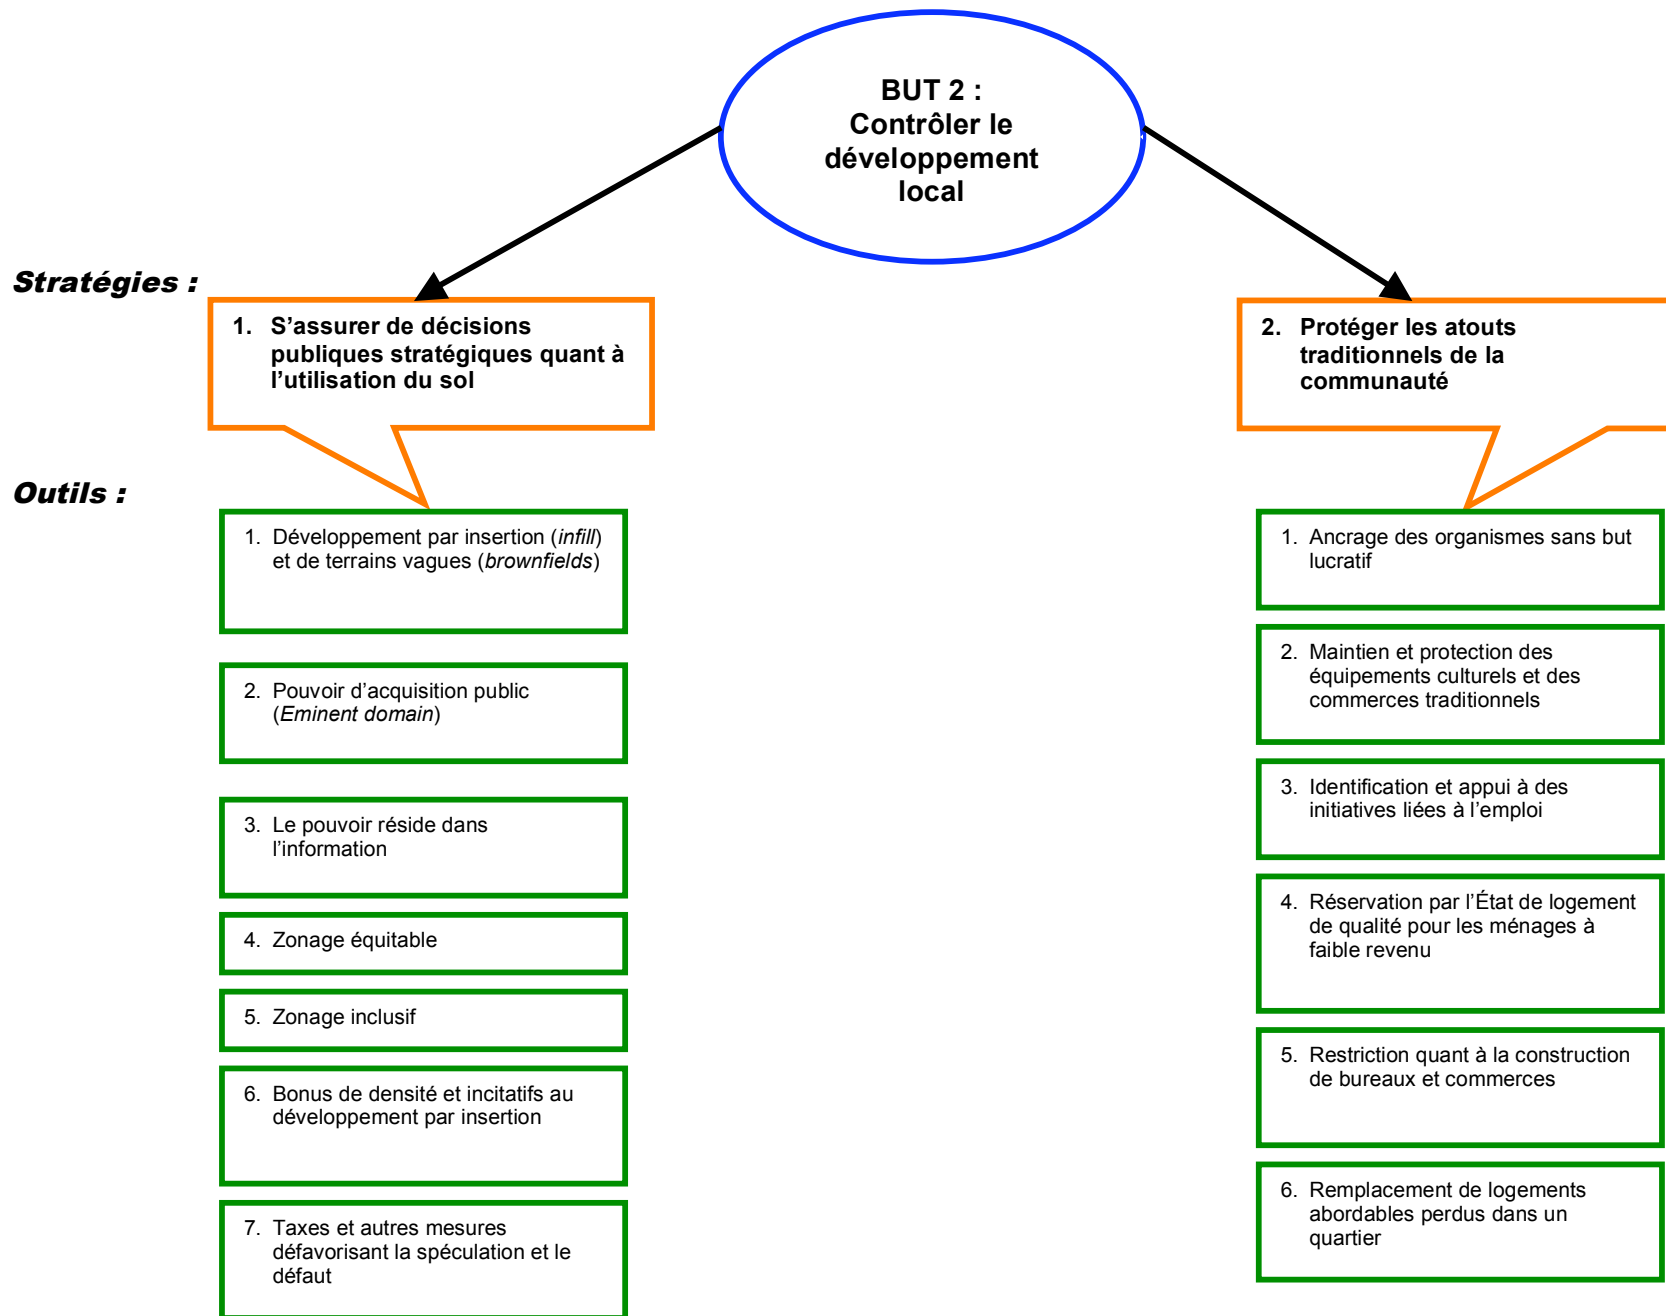 BUT 2 :
Contrôler le
développement
local
Stratégies :
1. S’assurer de décisions
publiques stratégiques quant à
l’utilisation du sol
2. Protéger les atouts
traditionnels de la
communauté
Outils :
1. Développement par insertion (infill)
et de terrains vagues (brownfields)
2. Pouvoir d’acquisition public
(Eminent domain)
3. Le pouvoir réside dans
l’information
4. Zonage équitable
5. Zonage inclusif
6. Bonus de densité et incitatifs au
développement par insertion
7. Taxes et autres mesures
défavorisant la spéculation et le
défaut
1. Ancrage des organismes sans but
lucratif
2. Maintien et protection des
équipements culturels et des
commerces traditionnels
3. Identification et appui à des
initiatives liées à l’emploi
4. Réservation par l’État de logement
de qualité pour les ménages à
faible revenu
5. Restriction quant à la construction
de bureaux et commerces
6. Remplacement de logements
abordables perdus dans un
quartier